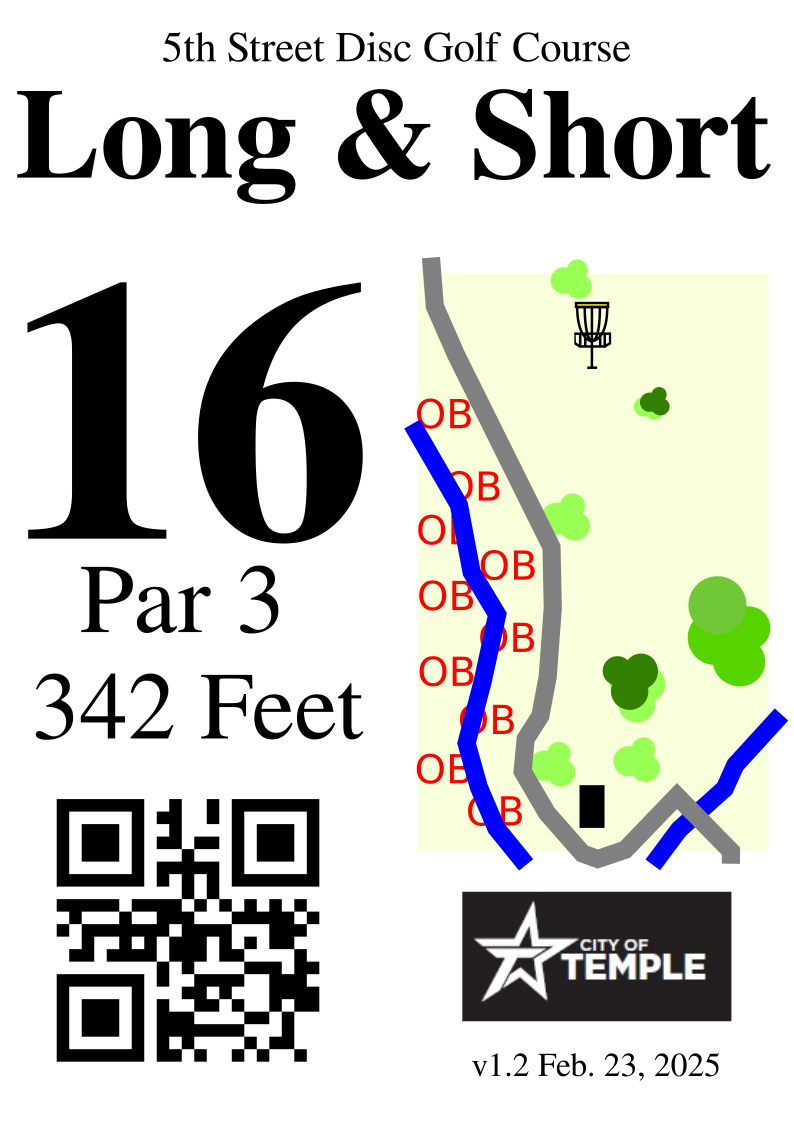 5th Street Disc Golf Course
Long & Short
16
Par 3
342 Feet
OB
OB
OB
OB
OB
OB
OB
OB
OB
OB
CITY OF
TEMPLE
v1.2 Feb. 23, 2025